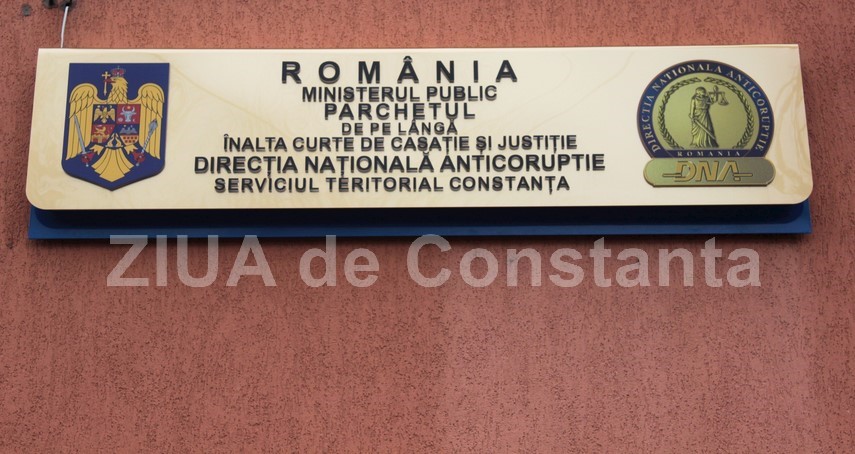 ROMÂNIA
MINISTERUL PUBLIC
PARCHETUL
DE PE LÂNGĂ
ÎNALTA CURTE DE CASAȚIE ȘI JUSTIȚIE
DIRECȚIA NAȚIONALĂ ANTICORUPTIE
SERVICIUL TERITORIAL CONSTANȚA
DIRECTIA NATIONALA ANTICORUPTIE
ROMANIA
DNA
ZIUA de Constanta